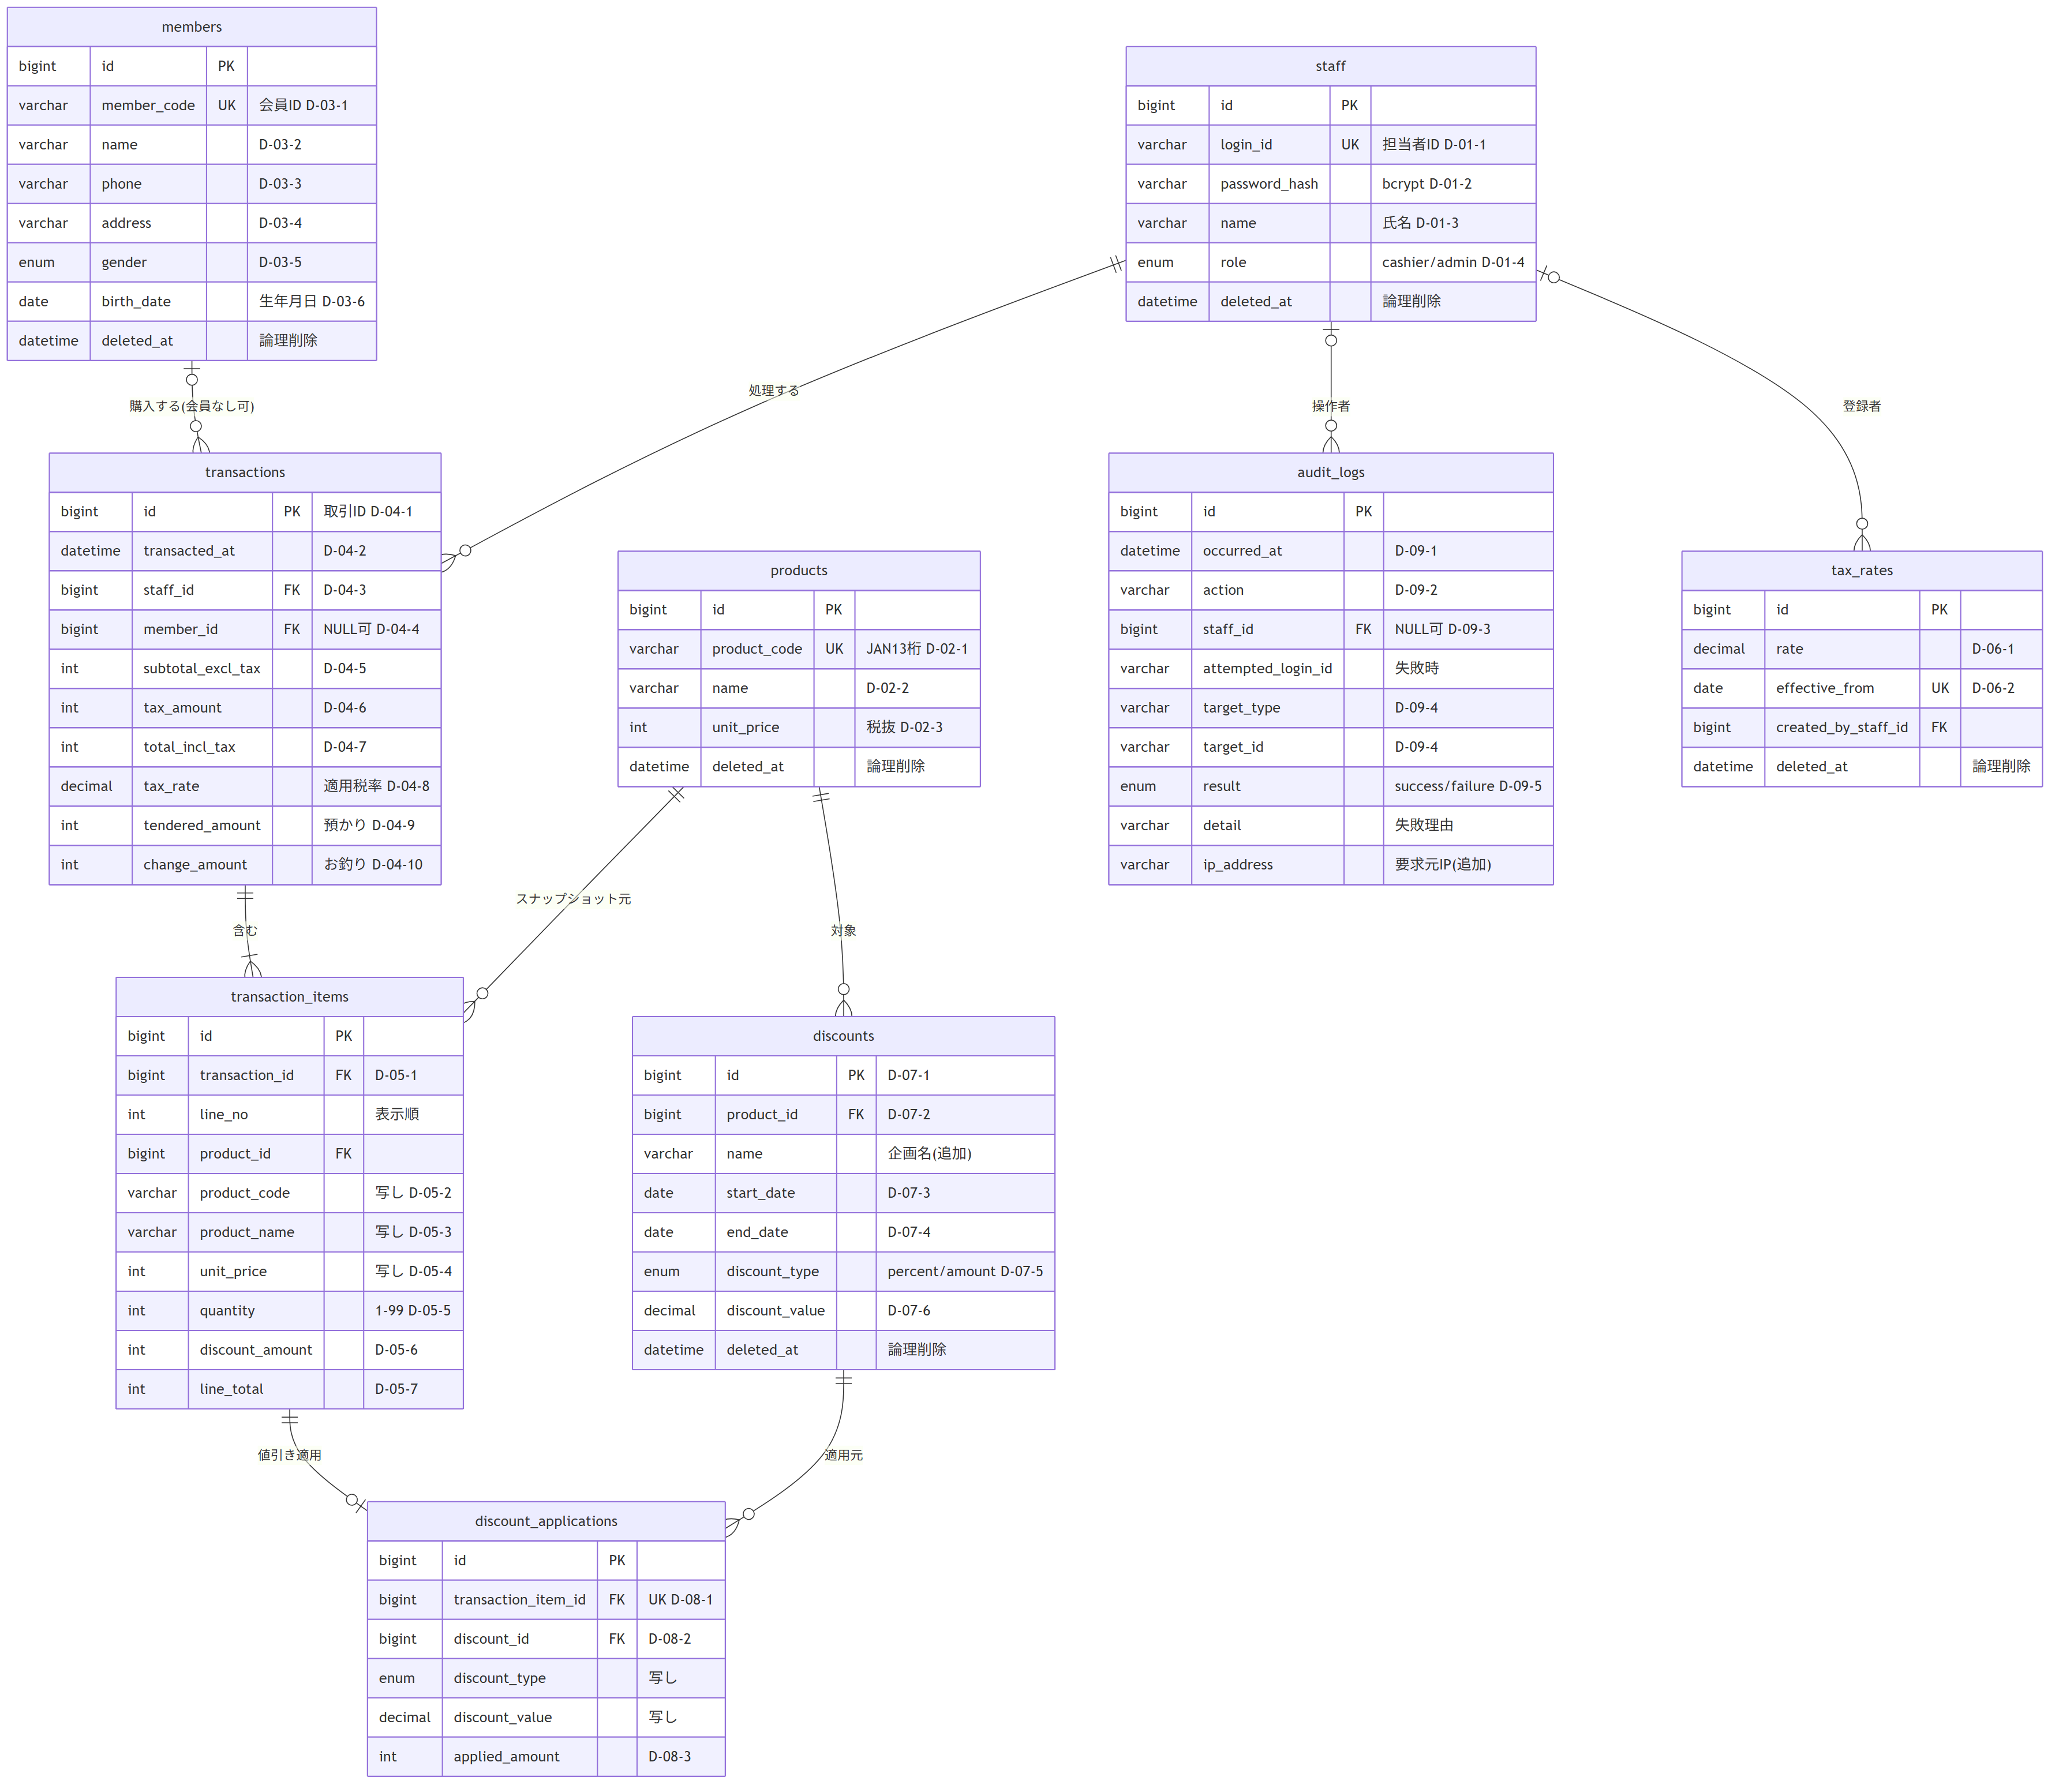 members
bigint id PK
varchar member_code UK 会員ID D-03-1
varchar name D-03-2
varchar phone D-03-3
varchar address D-03-4
enum gender D-03-5
date birth_date 生年月日 D-03-6
datetime deleted_at 論理削除
staff
bigint id PK
varchar login_id UK 担当者ID D-01-1
varchar password_hash bcrypt D-01-2
varchar name 氏名 D-01-3
enum role cashier/admin D-01-4
datetime deleted_at 論理削除
購入する(会員なし可)
処理する
操作者
登録者
transactions
bigint id PK 取引ID D-04-1
datetime transacted_at D-04-2
bigint staff_id FK D-04-3
bigint member_id FK NULL可 D-04-4
int subtotal_excl_tax D-04-5
int tax_amount D-04-6
int total_incl_tax D-04-7
decimal tax_rate 適用税率 D-04-8
int tendered_amount 預かり D-04-9
int change_amount お釣り D-04-10
products
bigint id PK
varchar product_code UK JAN13桁 D-02-1
varchar name D-02-2
int unit_price 税抜 D-02-3
datetime deleted_at 論理削除
audit_logs
bigint id PK
datetime occurred_at D-09-1
varchar action D-09-2
bigint staff_id FK NULL可 D-09-3
varchar attempted_login_id 失敗時
varchar target_type D-09-4
varchar target_id D-09-4
enum result success/failure D-09-5
varchar detail 失敗理由
varchar ip_address 要求元IP(追加)
tax_rates
bigint id PK
decimal rate D-06-1
date effective_from UK D-06-2
bigint created_by_staff_id FK
datetime deleted_at 論理削除
含む
スナップショット元
対象
transaction_items
bigint id PK
bigint transaction_id FK D-05-1
int line_no 表示順
bigint product_id FK
varchar product_code 写し D-05-2
varchar product_name 写し D-05-3
int unit_price 写し D-05-4
int quantity 1-99 D-05-5
int discount_amount D-05-6
int line_total D-05-7
discounts
bigint id PK D-07-1
bigint product_id FK D-07-2
varchar name 企画名(追加)
date start_date D-07-3
date end_date D-07-4
enum discount_type percent/amount D-07-5
decimal discount_value D-07-6
datetime deleted_at 論理削除
値引き適用
適用元
discount_applications
bigint id PK
bigint transaction_item_id FK UK D-08-1
bigint discount_id FK D-08-2
enum discount_type 写し
decimal discount_value 写し
int applied_amount D-08-3